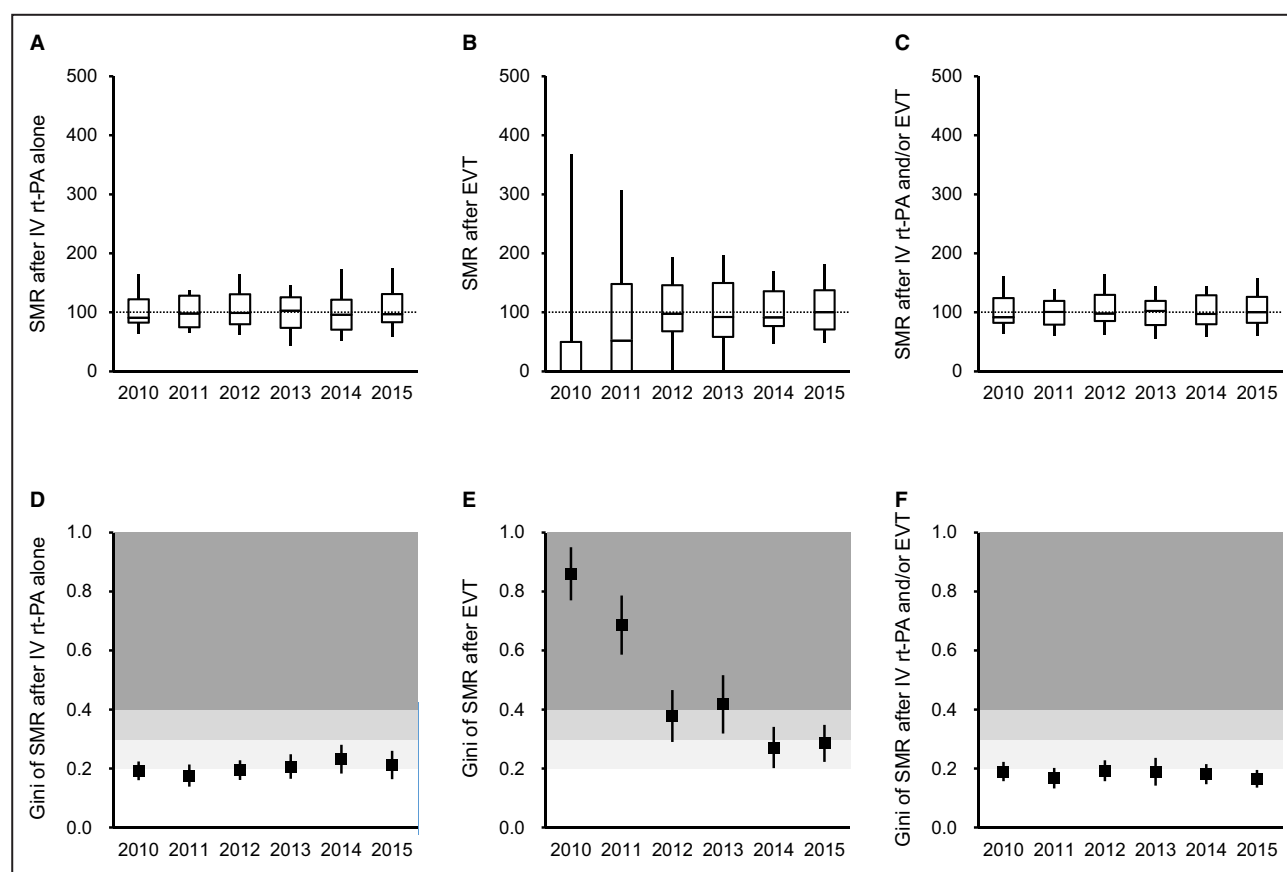 A
SMR after IV rt-PA alone
500
400
300
200
100
0
2010 2011 2012 2013 2014 2015
B
SMR after EVT
500
400
300
200
100
0
2010 2011 2012 2013 2014 2015
C
SMR after IV rt-PA and/or EVT
500
400
300
200
100
0
2010 2011 2012 2013 2014 2015
D
Gini of SMR after IV rt-PA alone
1.0
0.8
0.6
0.4
0.2
0.0
2010 2011 2012 2013 2014 2015
E
Gini of SMR after EVT
1.0
0.8
0.6
0.4
0.2
0.0
2010 2011 2012 2013 2014 2015
F
Gini of SMR after IV rt-PA and/or EVT
1.0
0.8
0.6
0.4
0.2
0.0
2010 2011 2012 2013 2014 2015